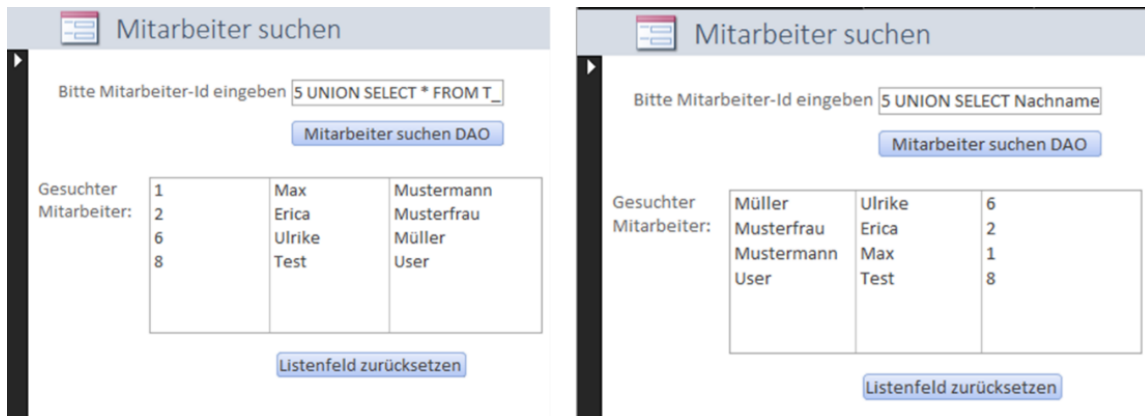 Mitarbeiter suchen
Bitte Mitarbeiter-Id eingeben 5 UNION SELECT * FROM T_
Mitarbeiter suchen DAO
Gesuchter Mitarbeiter:
1 Max Mustermann
2 Erica Musterfrau
6 Ulrike Müller
8 Test User
Listenfeld zurücksetzen
Mitarbeiter suchen
Bitte Mitarbeiter-Id eingeben 5 UNION SELECT Nachname
Mitarbeiter suchen DAO
Gesuchter Mitarbeiter:
Müller Ulrike 6
Musterfrau Erica 2
Mustermann Max 1
User Test 8
Listenfeld zurücksetzen